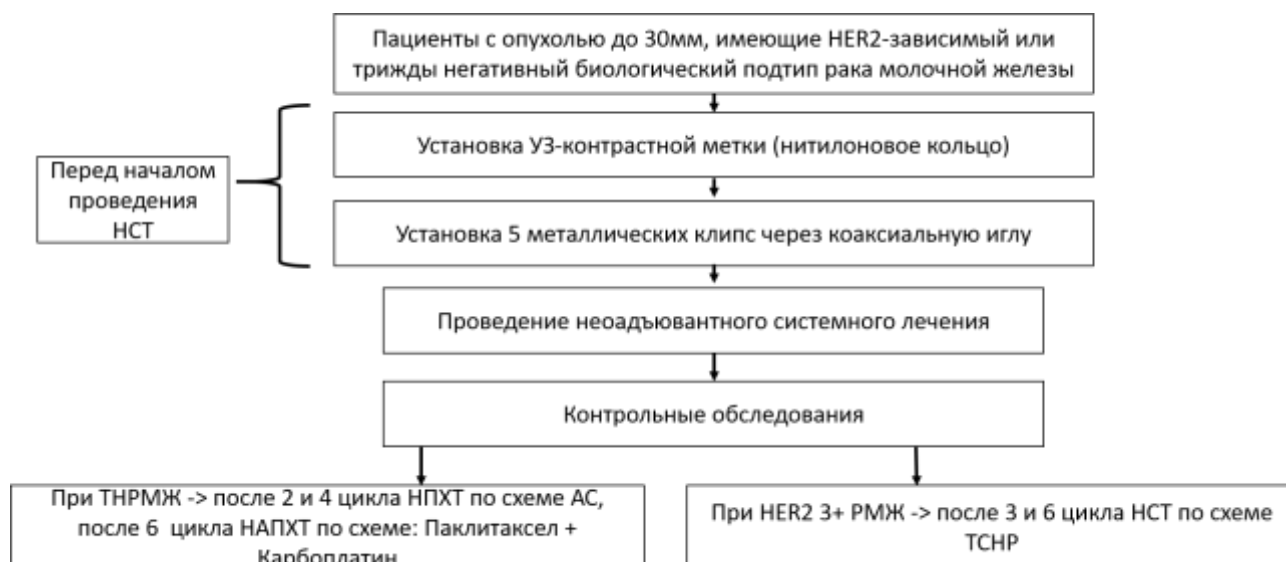 Пациенты с опухолью до 30мм, имеющие HER2-зависимый или
трижды негативный биологический подтип рака молочной железы
Установка УЗ-контрастной метки (нитилоновое кольцо)
Перед началом
проведения
НСТ
Установка 5 металлических клипс через коаксиальную иглу
Проведение неоадъювантного системного лечения
Контрольные обследования
При ТНРМЖ -> после 2 и 4 цикла НПХТ по схеме АС,
после 6 цикла НАПХТ по схеме: Паклитаксел +
Карбоплатин
При HER2 3+ РМЖ -> после 3 и 6 цикла НСТ по схеме
ТСНР